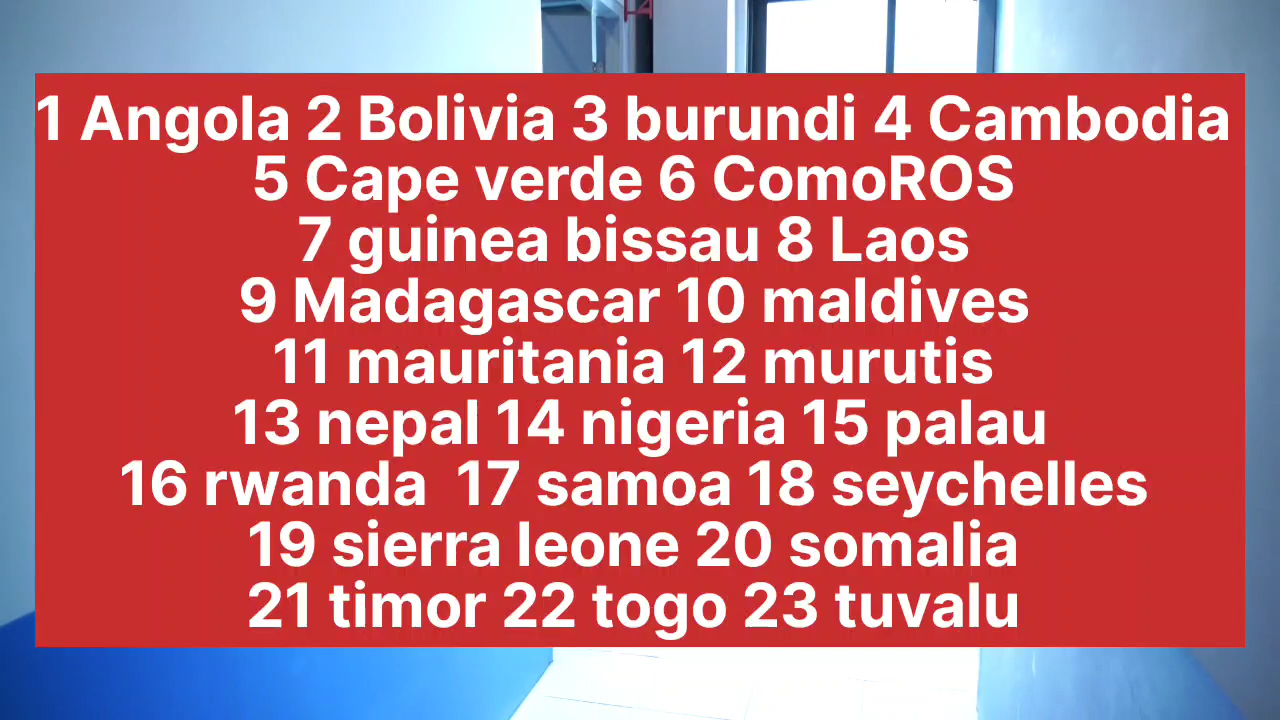 1 Angola 2 Bolivia 3 burundi 4 Cambodia
5 Cape verde 6 ComoROS
7 guinea bissau 8 Laos
9 Madagascar 10 maldives
11 mauritania 12 murutis
13 nepal 14 nigeria 15 palau
16 rwanda  17 samoa 18 seychelles
19 sierra leone 20 somalia
21 timor 22 togo 23 tuvalu